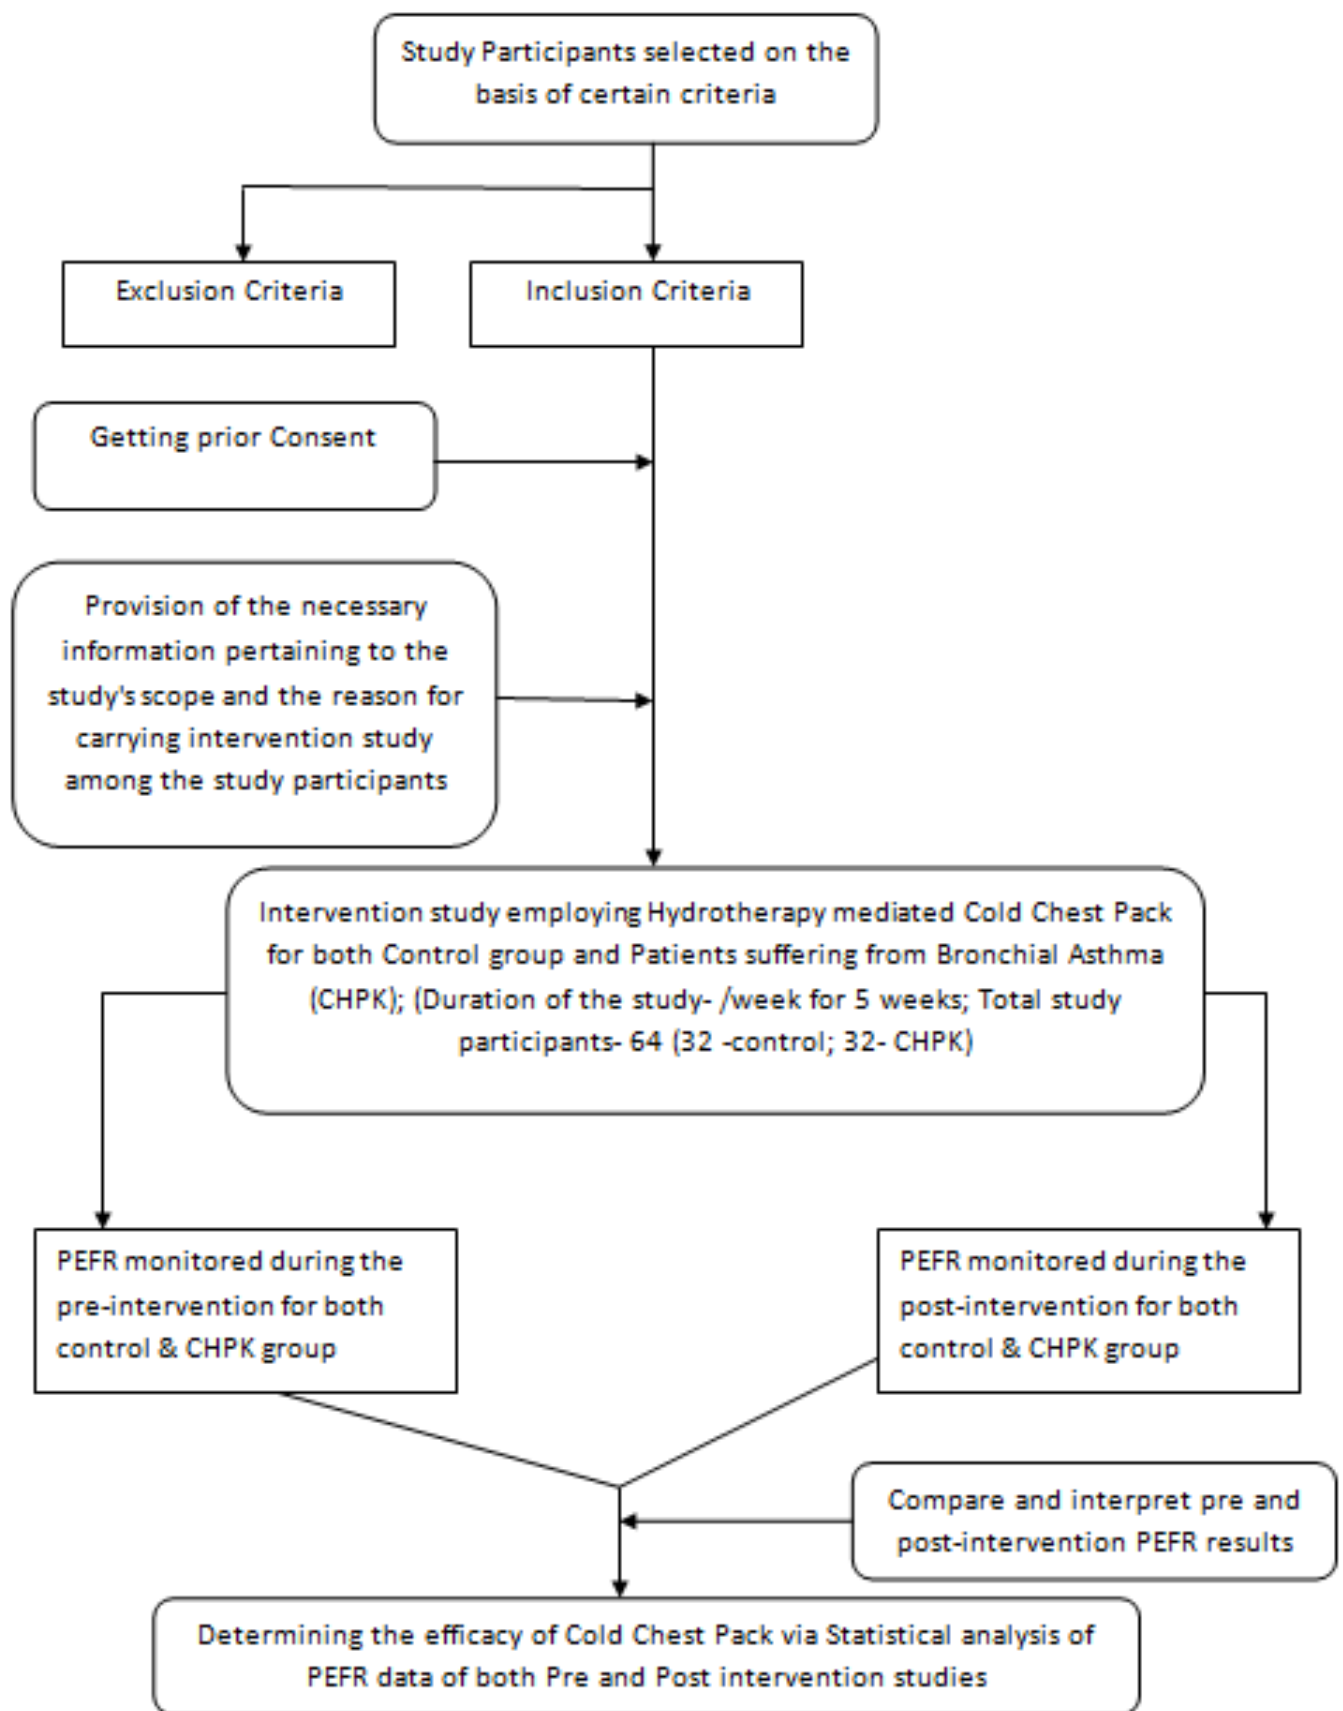 Study Participants selected on the
basis of certain criteria
Exclusion Criteria
Inclusion Criteria
Getting prior Consent
Provision of the necessary
information pertaining to the
study's scope and the reason for
carrying intervention study
among the study participants
Intervention study employing Hydrotherapy mediated Cold Chest Pack
for both Control group and Patients suffering from Bronchial Asthma
(CHPK); (Duration of the study- /week for 5 weeks; Total study
participants- 64 (32 -control; 32- CHPK)
PEFR monitored during the
pre-intervention for both
control & CHPK group
PEFR monitored during the
post-intervention for both
control & CHPK group
Compare and interpret pre and
post-intervention PEFR results
Determining the efficacy of Cold Chest Pack via Statistical analysis of
PEFR data of both Pre and Post intervention studies